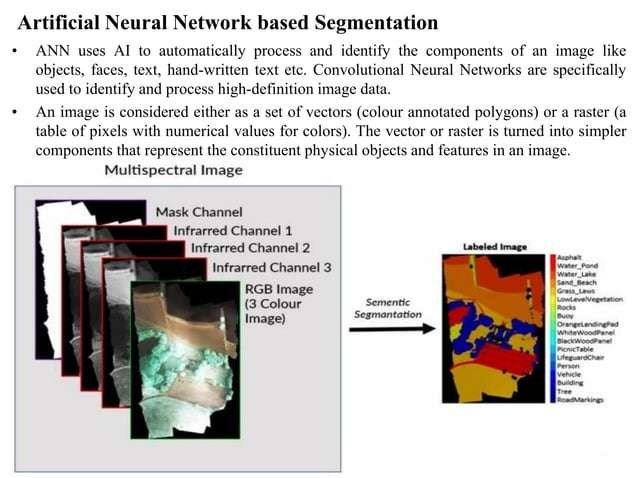 Artificial Neural Network based Segmentation
• ANN uses AI to automatically process and identify the components of an image like
objects, faces, text, hand-written text etc. Convolutional Neural Networks are specifically
used to identify and process high-definition image data.
• An image is considered either as a set of vectors (colour annotated polygons) or a raster (a
table of pixels with numerical values for colors). The vector or raster is turned into simpler
components that represent the constituent physical objects and features in an image.
Multispectral Image
Mask Channel
Infrarred Channel 1
Infrarred Channel 2
Infrarred Channel 3
RGB Image
(3 Colour
Image)
Sementic
Segmantation
Labeled Image
Asphalt
Water_Pond
Water_Lake
Sand_Beach
Grass_Laws
LowLevelVegetation
Rocks
Buoy
OrangeLandingPad
WhiteWoodPanel
BlackWoodPanel
PicnicTable
LifeguardChair
Person
Vehicle
Building
Tree
RoadMarkings